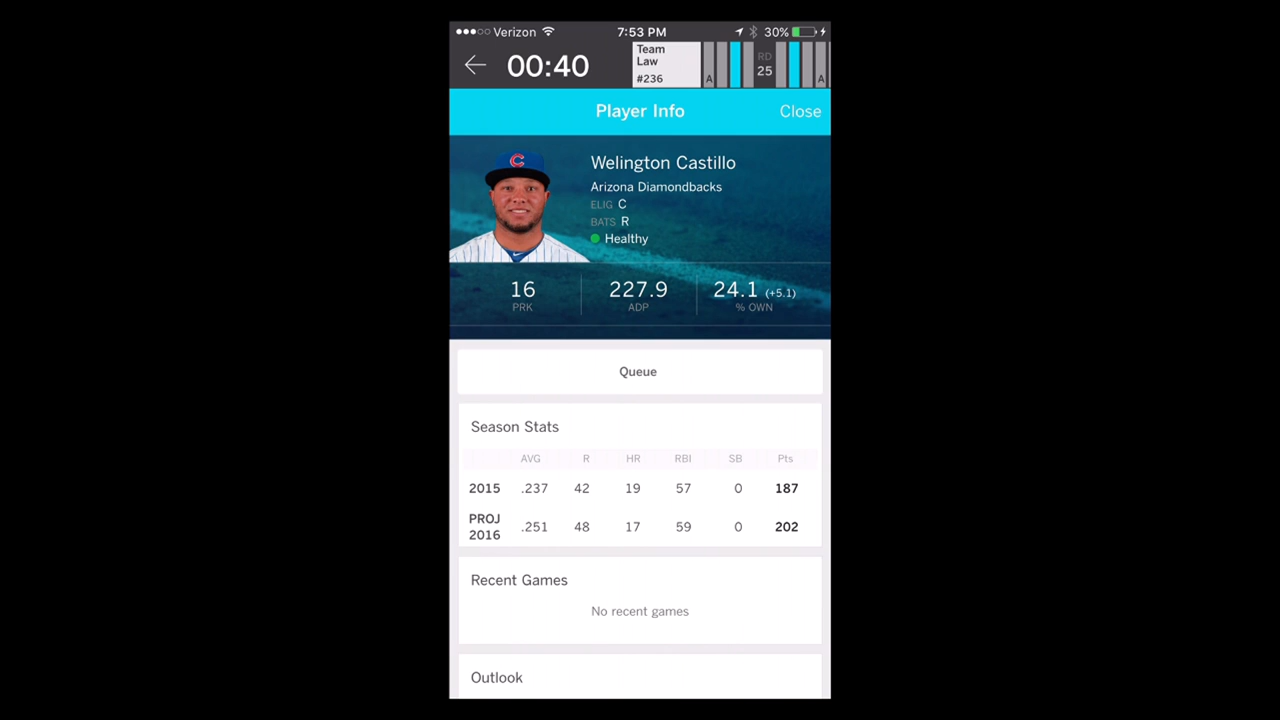 Verizon 7:53 PM 30%
00:40
Team
Law
#236
A
RD
25
A
Player Info Close
C
Welington Castillo
Arizona Diamondbacks
ELIG C
BATS R
Healthy
16 227.9 24.1 (+5.1)
PRK ADP % OWN
Queue
Season Stats
AVG R HR RBI SB Pts
2015 .237 42 19 57 0 187
PROJ
2016 .251 48 17 59 0 202
Recent Games
No recent games
Outlook